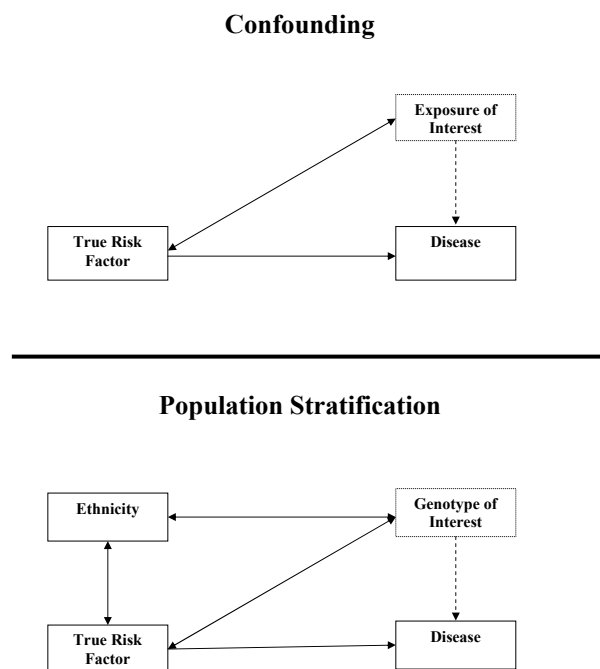 Confounding
Exposure of
Interest
True Risk
Factor
Disease
Population Stratification
Ethnicity
Genotype of
Interest
True Risk
Factor
Disease